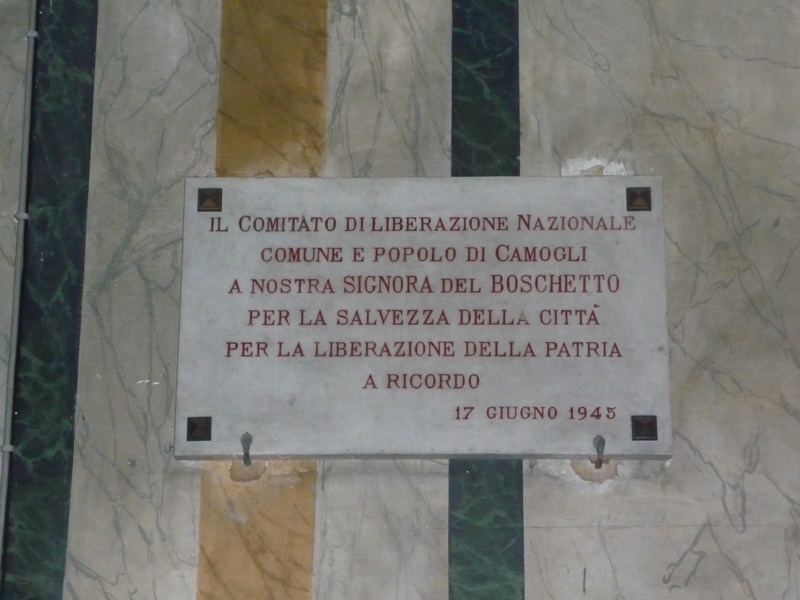 IL COMITATO DI LIBERAZIONE NAZIONALE
COMUNE E POPOLO DI CAMOGLI
A NOSTRA SIGNORA DEL BOSCHETTO
PER LA SALVEZZA DELLA CITTÀ
PER LA LIBERAZIONE DELLA PATRIA
A RICORDO
17 GIUGNO 1945